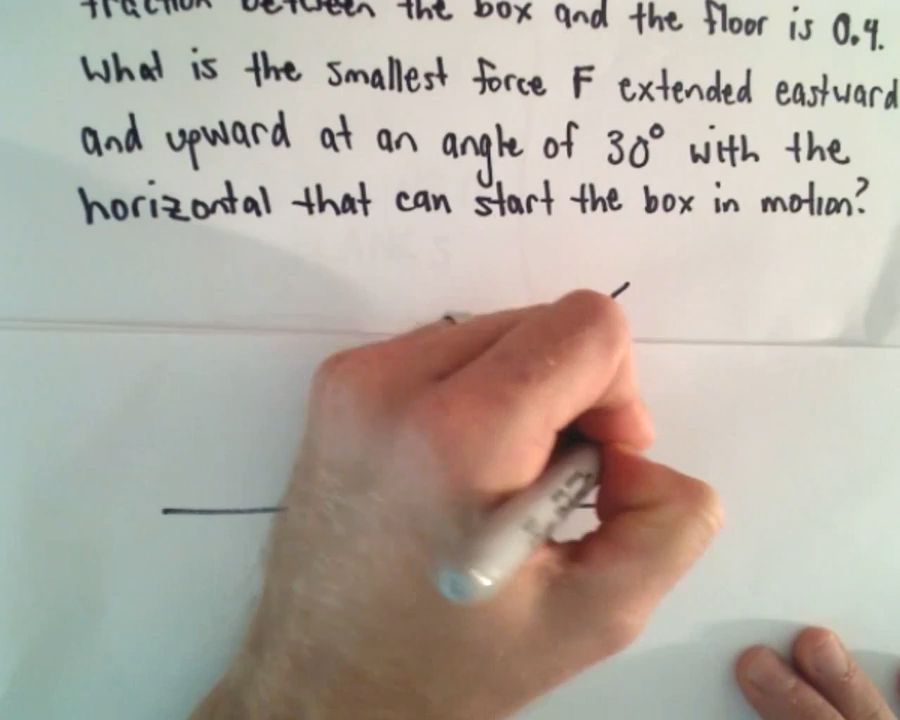 between the box and the floor is 0.4.
What is the smallest force F extended eastward
and upward at an angle of 30° with the
horizontal that can start the box in motion?